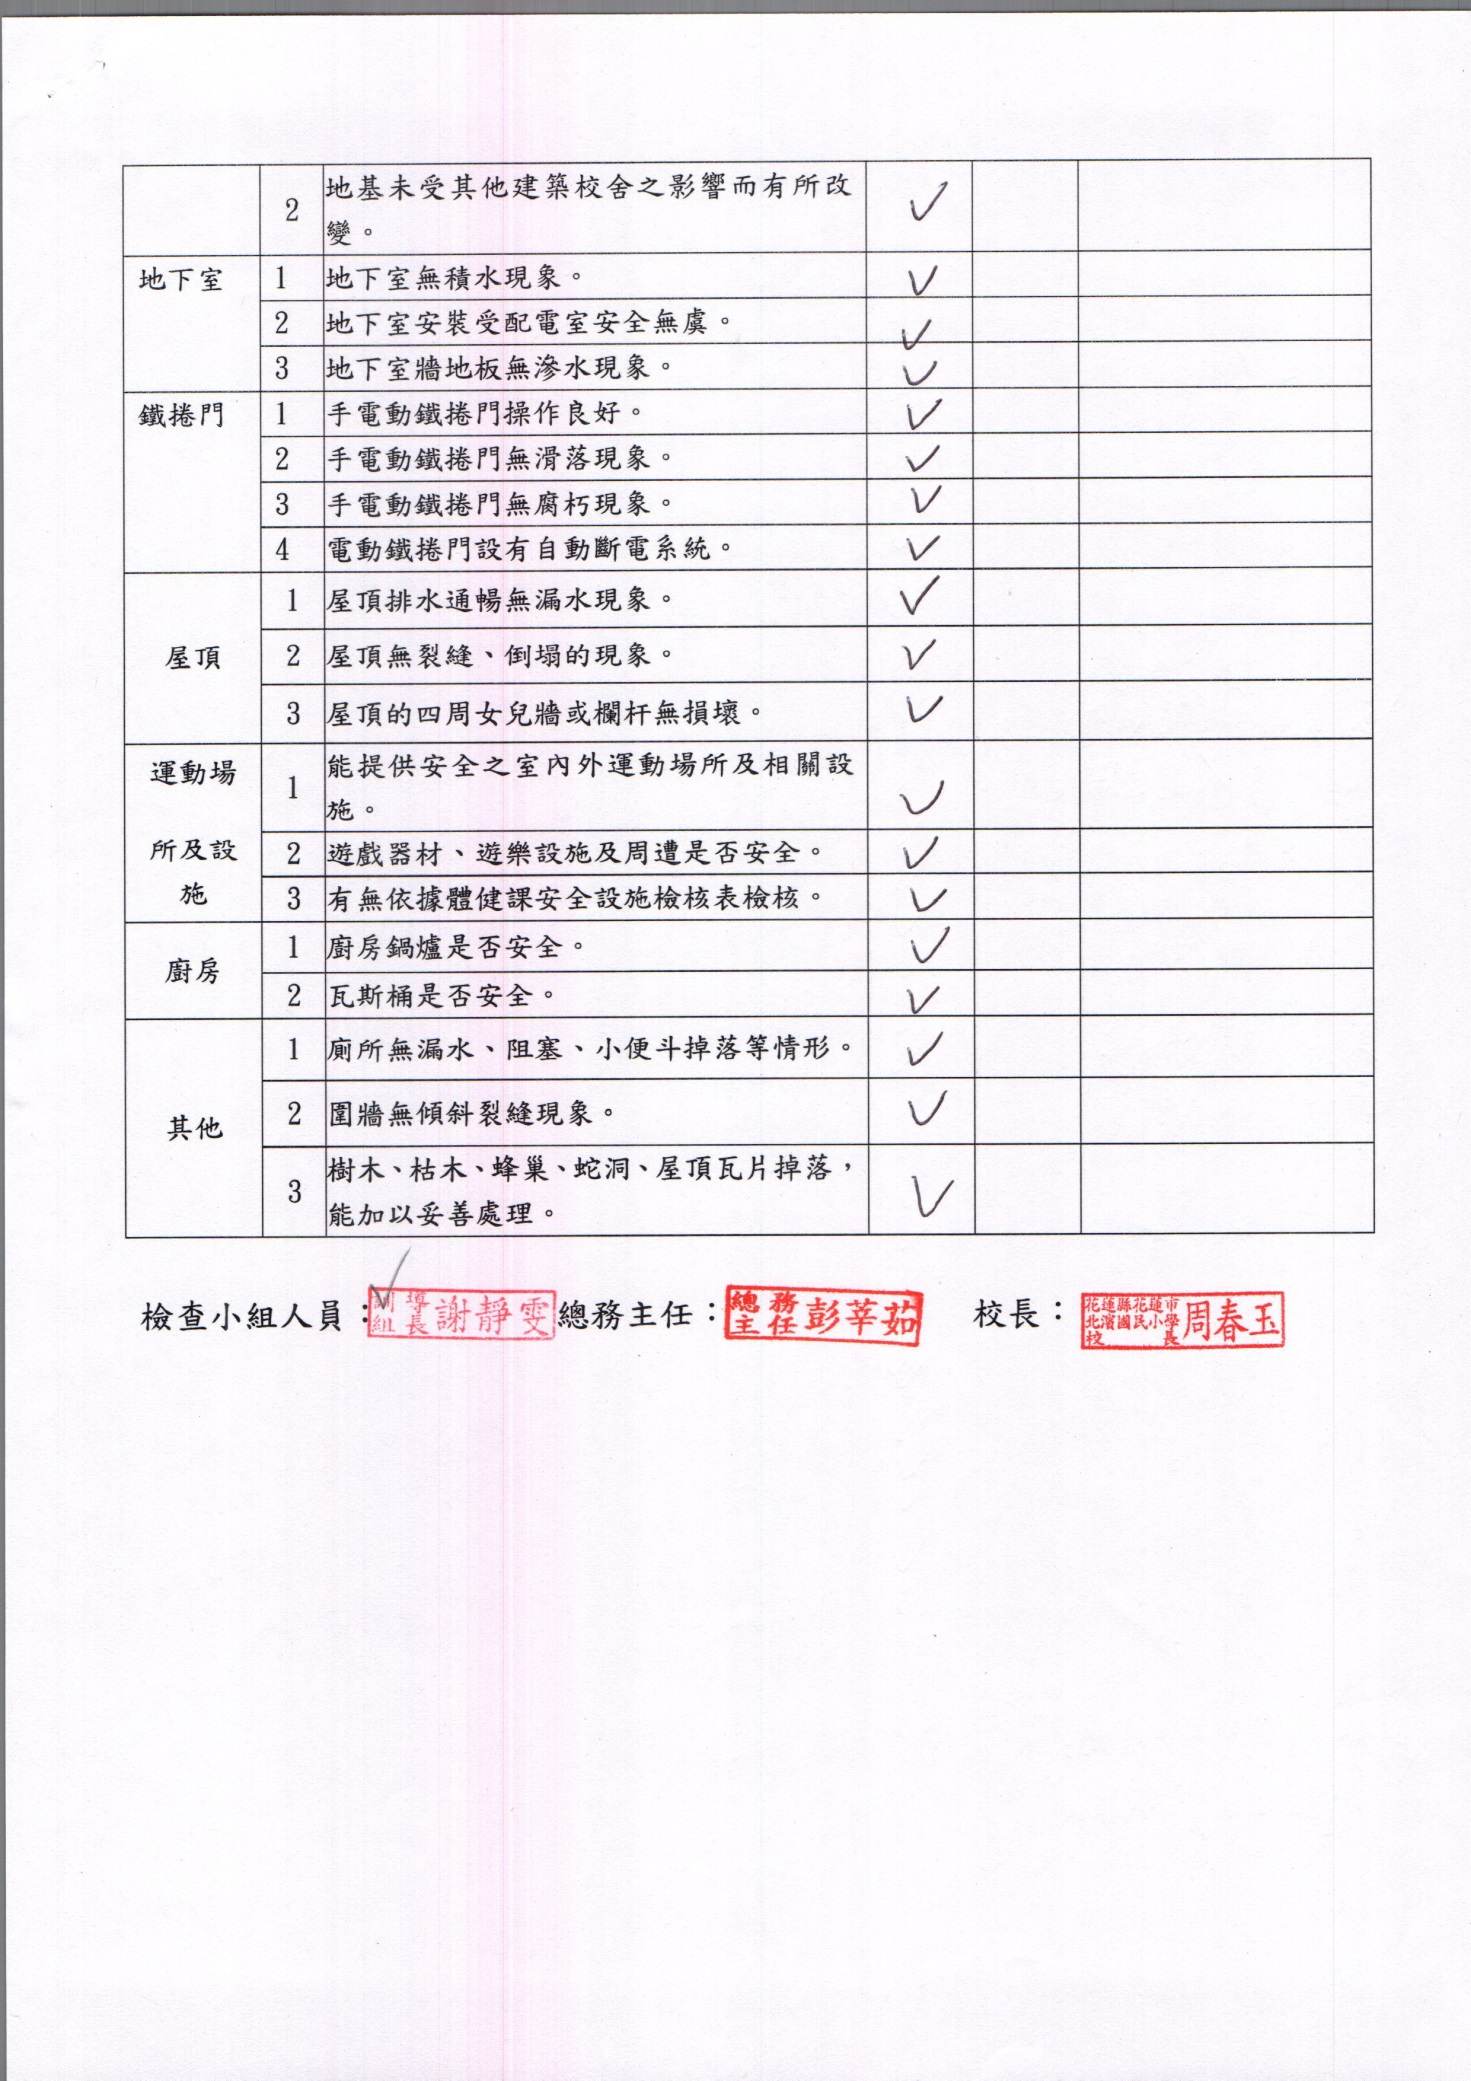 2 地基未受其他建築校舍之影響而有所改 ✓
變。
地下室 1 地下室無積水現象。 ✓
2 地下室安裝受配電室安全無虞。 ✓
3 地下室牆地板無滲水現象。 ✓
鐵捲門 1 手電動鐵捲門操作良好。 ✓
2 手電動鐵捲門無滑落現象。 ✓
3 手電動鐵捲門無腐朽現象。 ✓
4 電動鐵捲門設有自動斷電系統。 ✓
屋頂
1 屋頂排水通暢無漏水現象。 ✓
2 屋頂無裂縫、倒塌的現象。 ✓
3 屋頂的四周女兒牆或欄杆無損壞。 ✓
運動場
所及設
施
1 能提供安全之室內外運動場所及相關設
施。 ✓
2 遊戲器材、遊樂設施及周遭是否安全。 ✓
3 有無依據體健課安全設施檢核表檢核。 ✓
廚房
1 廚房鍋爐是否安全。 ✓
2 瓦斯桶是否安全。 ✓
其他
1 廁所無漏水、阻塞、小便斗掉落等情形。 ✓
2 圍牆無傾斜裂縫現象。 ✓
3 樹木、枯木、蜂巢、蛇洞、屋頂瓦片掉落，
能加以妥善處理。 ✓
檢查小組人員：✓ 訓導組長 謝靜雯 總務主任：總務主任 彭莘茹 校長：花蓮縣花蓮市北濱國民小學校長 周春玉